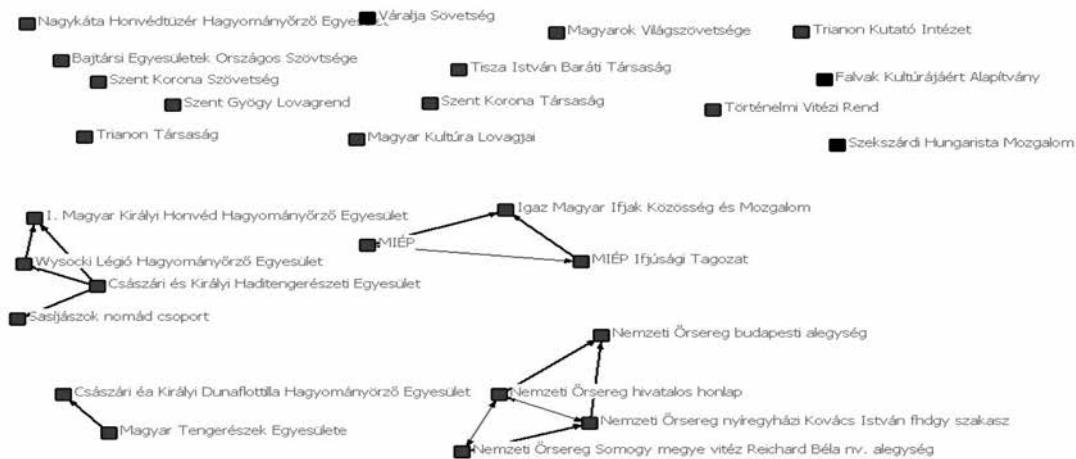 Nagykáta Honvédtüzér Hagyományőrző Egyesület
Váralja Sövetség
Magyarok Világszövetsége
Trianon Kutató Intézet
Bajtársi Egyesületek Országos Szövtsége
Tisza István Baráti Társaság
Szent Korona Szövetség
Falvak Kultúrájáért Alapítvány
Szent Gyögy Lovagrend
Szent Korona Társaság
Történelmi Vitézi Rend
Trianon Társaság
Magyar Kultúra Lovagjai
Szekszárdi Hungarista Mozgalom
I. Magyar Királyi Honvéd Hagyományőrző Egyesület
Igaz Magyar Ifjak Közösség és Mozgalom
MIÉP
Wysocki Légió Hagyományőrző Egyesület
MIÉP Ifjúsági Tagozat
Császári és Királyi Haditengerészeti Egyesület
Sasíjászok nomád csoport
Nemzeti Őrsereg budapesti alegység
Császári éa Királyi Dunaflottilla Hagyományörző Egyesület
Nemzeti Őrsereg hivatalos honlap
Nemzeti Őrsereg nyíregyházi Kovács István fhdgy szakasz
Magyar Tengerészek Egyesülete
Nemzeti Őrsereg Somogy megye vitéz Reichard Béla nv. alegység